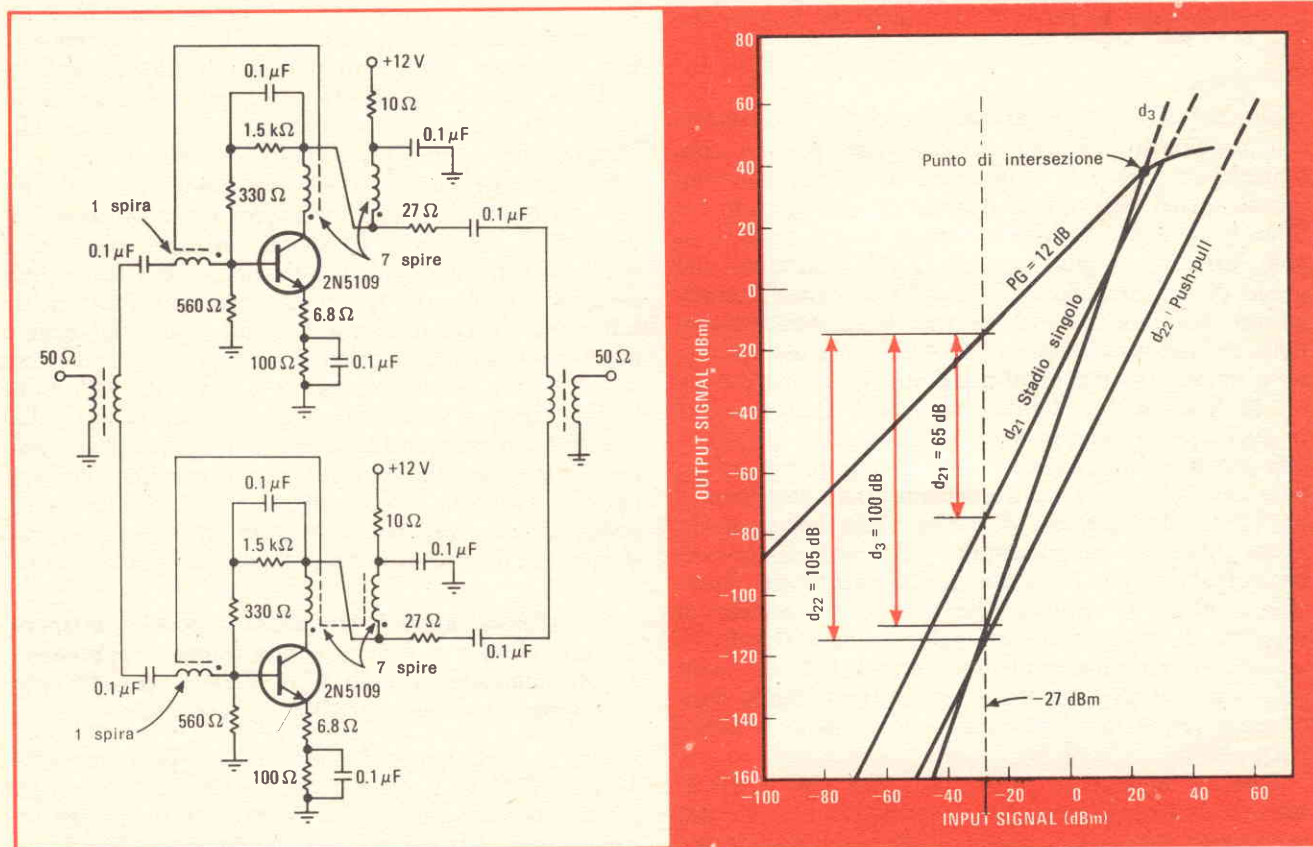 +12 V
0.1 µF
10 Ω
0.1 µF
1.5 kΩ
330 Ω
1 spira
27 Ω
0.1 µF
0.1 µF
7 spire
2N5109
560 Ω
6.8 Ω
50 Ω
100 Ω
0.1 µF
50 Ω
+12 V
0.1 µF
10 Ω
0.1 µF
1.5 kΩ
330 Ω
27 Ω
0.1 µF
7 spire
0.1 µF
2N5109
560 Ω
6.8 Ω
1 spira
100 Ω
0.1 µF
80
60
40
20
0
−20
−40
−60
−80
−100
−120
−140
−160
OUTPUT SIGNAL (dBm)
d3
Punto di intersezione
PG = 12 dB
d21 Stadio singolo
d22 ' Push-pull
d21 = 65 dB
d3 = 100 dB
d22 = 105 dB
−27 dBm
−100 −80 −60 −40 −20 0 20 40 60
INPUT SIGNAL (dBm)